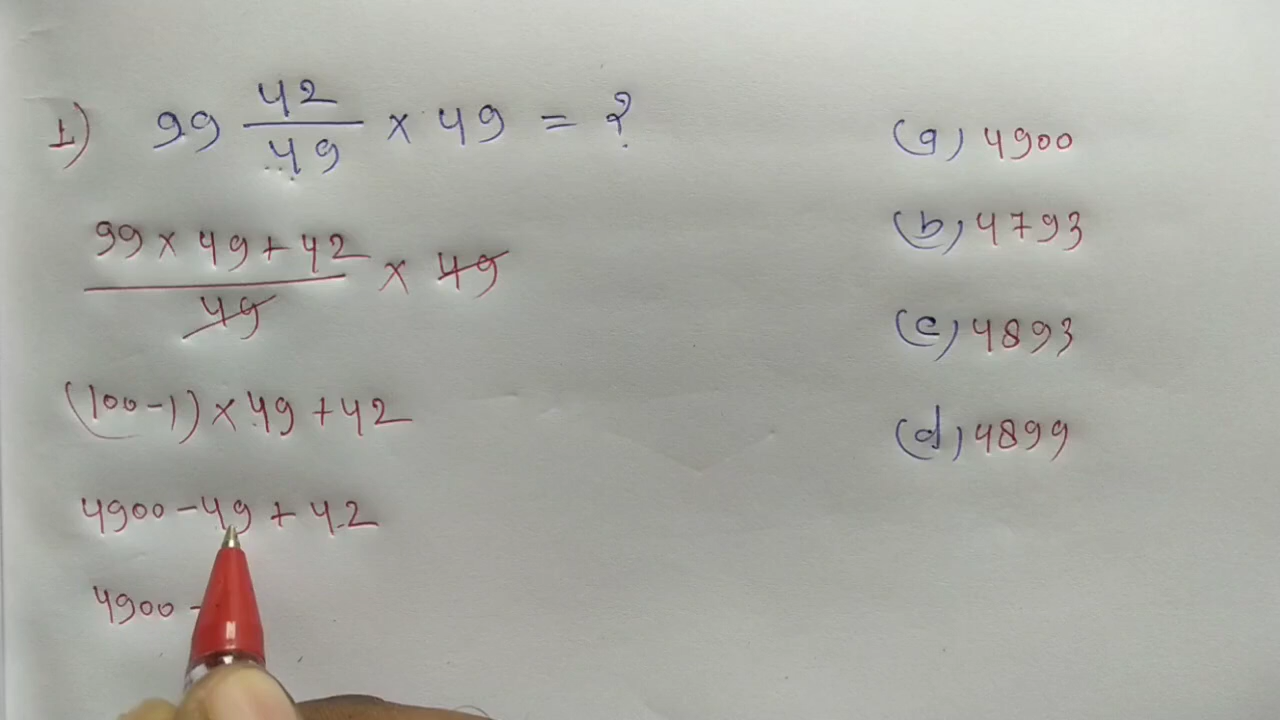 1) 99 42/49 × 49 = ?
(99 × 49 + 42)/49 × 49
(100-1) × 49 + 42
4900 - 49 + 42
4900 -
(a) 4900
(b) 4793
(c) 4893
(d) 4899